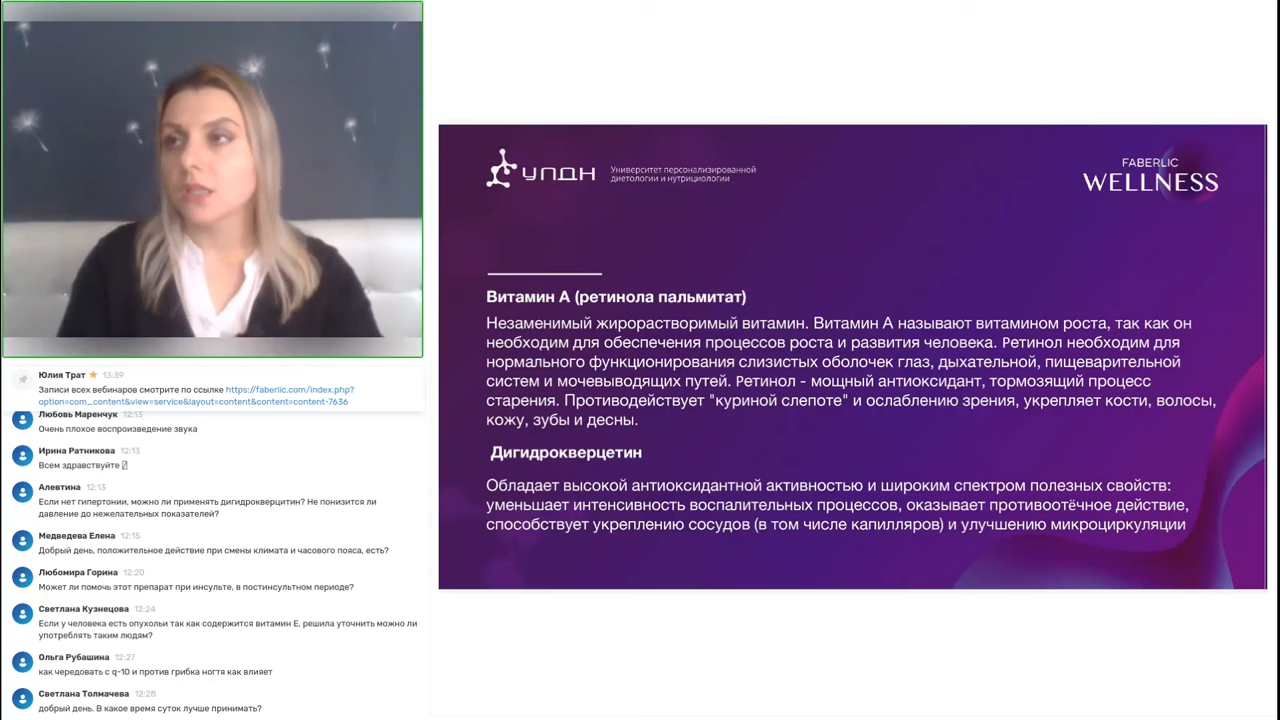 Юлия Трат 13:39
Записи всех вебинаров смотрите по ссылке https://faberlic.com/index.php?
option=com_content&view=service&layout=content&content=content-7636
Любовь Маренчук 12:13
Очень плохое воспроизведение звука
Ирина Ратникова 12:13
Всем здравствуйте
Алевтина 12:13
Если нет гипертонии, можно ли применять дигидрокверцитин? Не понизится ли
давление до нежелательных показателей?
Медведева Елена 12:15
Добрый день, положительное действие при смены климата и часового пояса, есть?
Любомира Горина 12:20
Может ли помочь этот препарат при инсульте, в постинсультном периоде?
Светлана Кузнецова 12:24
Если у человека есть опухольи так как содержится витамин Е, решила уточнить можно ли
употреблять таким людям?
Ольга Рубашина 12:27
как чередовать с q-10 и против грибка ногтя как влияет
Светлана Толмачева 12:28
добрый день. В какое время суток лучше принимать?
УПДН
Университет персонализированной
диетологии и нутрициологии
FABERLIC
WELLNESS
Витамин А (ретинола пальмитат)
Незаменимый жирорастворимый витамин. Витамин А называют витамином роста, так как он
необходим для обеспечения процессов роста и развития человека. Ретинол необходим для
нормального функционирования слизистых оболочек глаз, дыхательной, пищеварительной
систем и мочевыводящих путей. Ретинол - мощный антиоксидант, тормозящий процесс
старения. Противодействует "куриной слепоте" и ослаблению зрения, укрепляет кости, волосы,
кожу, зубы и десны.
Дигидрокверцетин
Обладает высокой антиоксидантной активностью и широким спектром полезных свойств:
уменьшает интенсивность воспалительных процессов, оказывает противоотёчное действие,
способствует укреплению сосудов (в том числе капилляров) и улучшению микроциркуляции